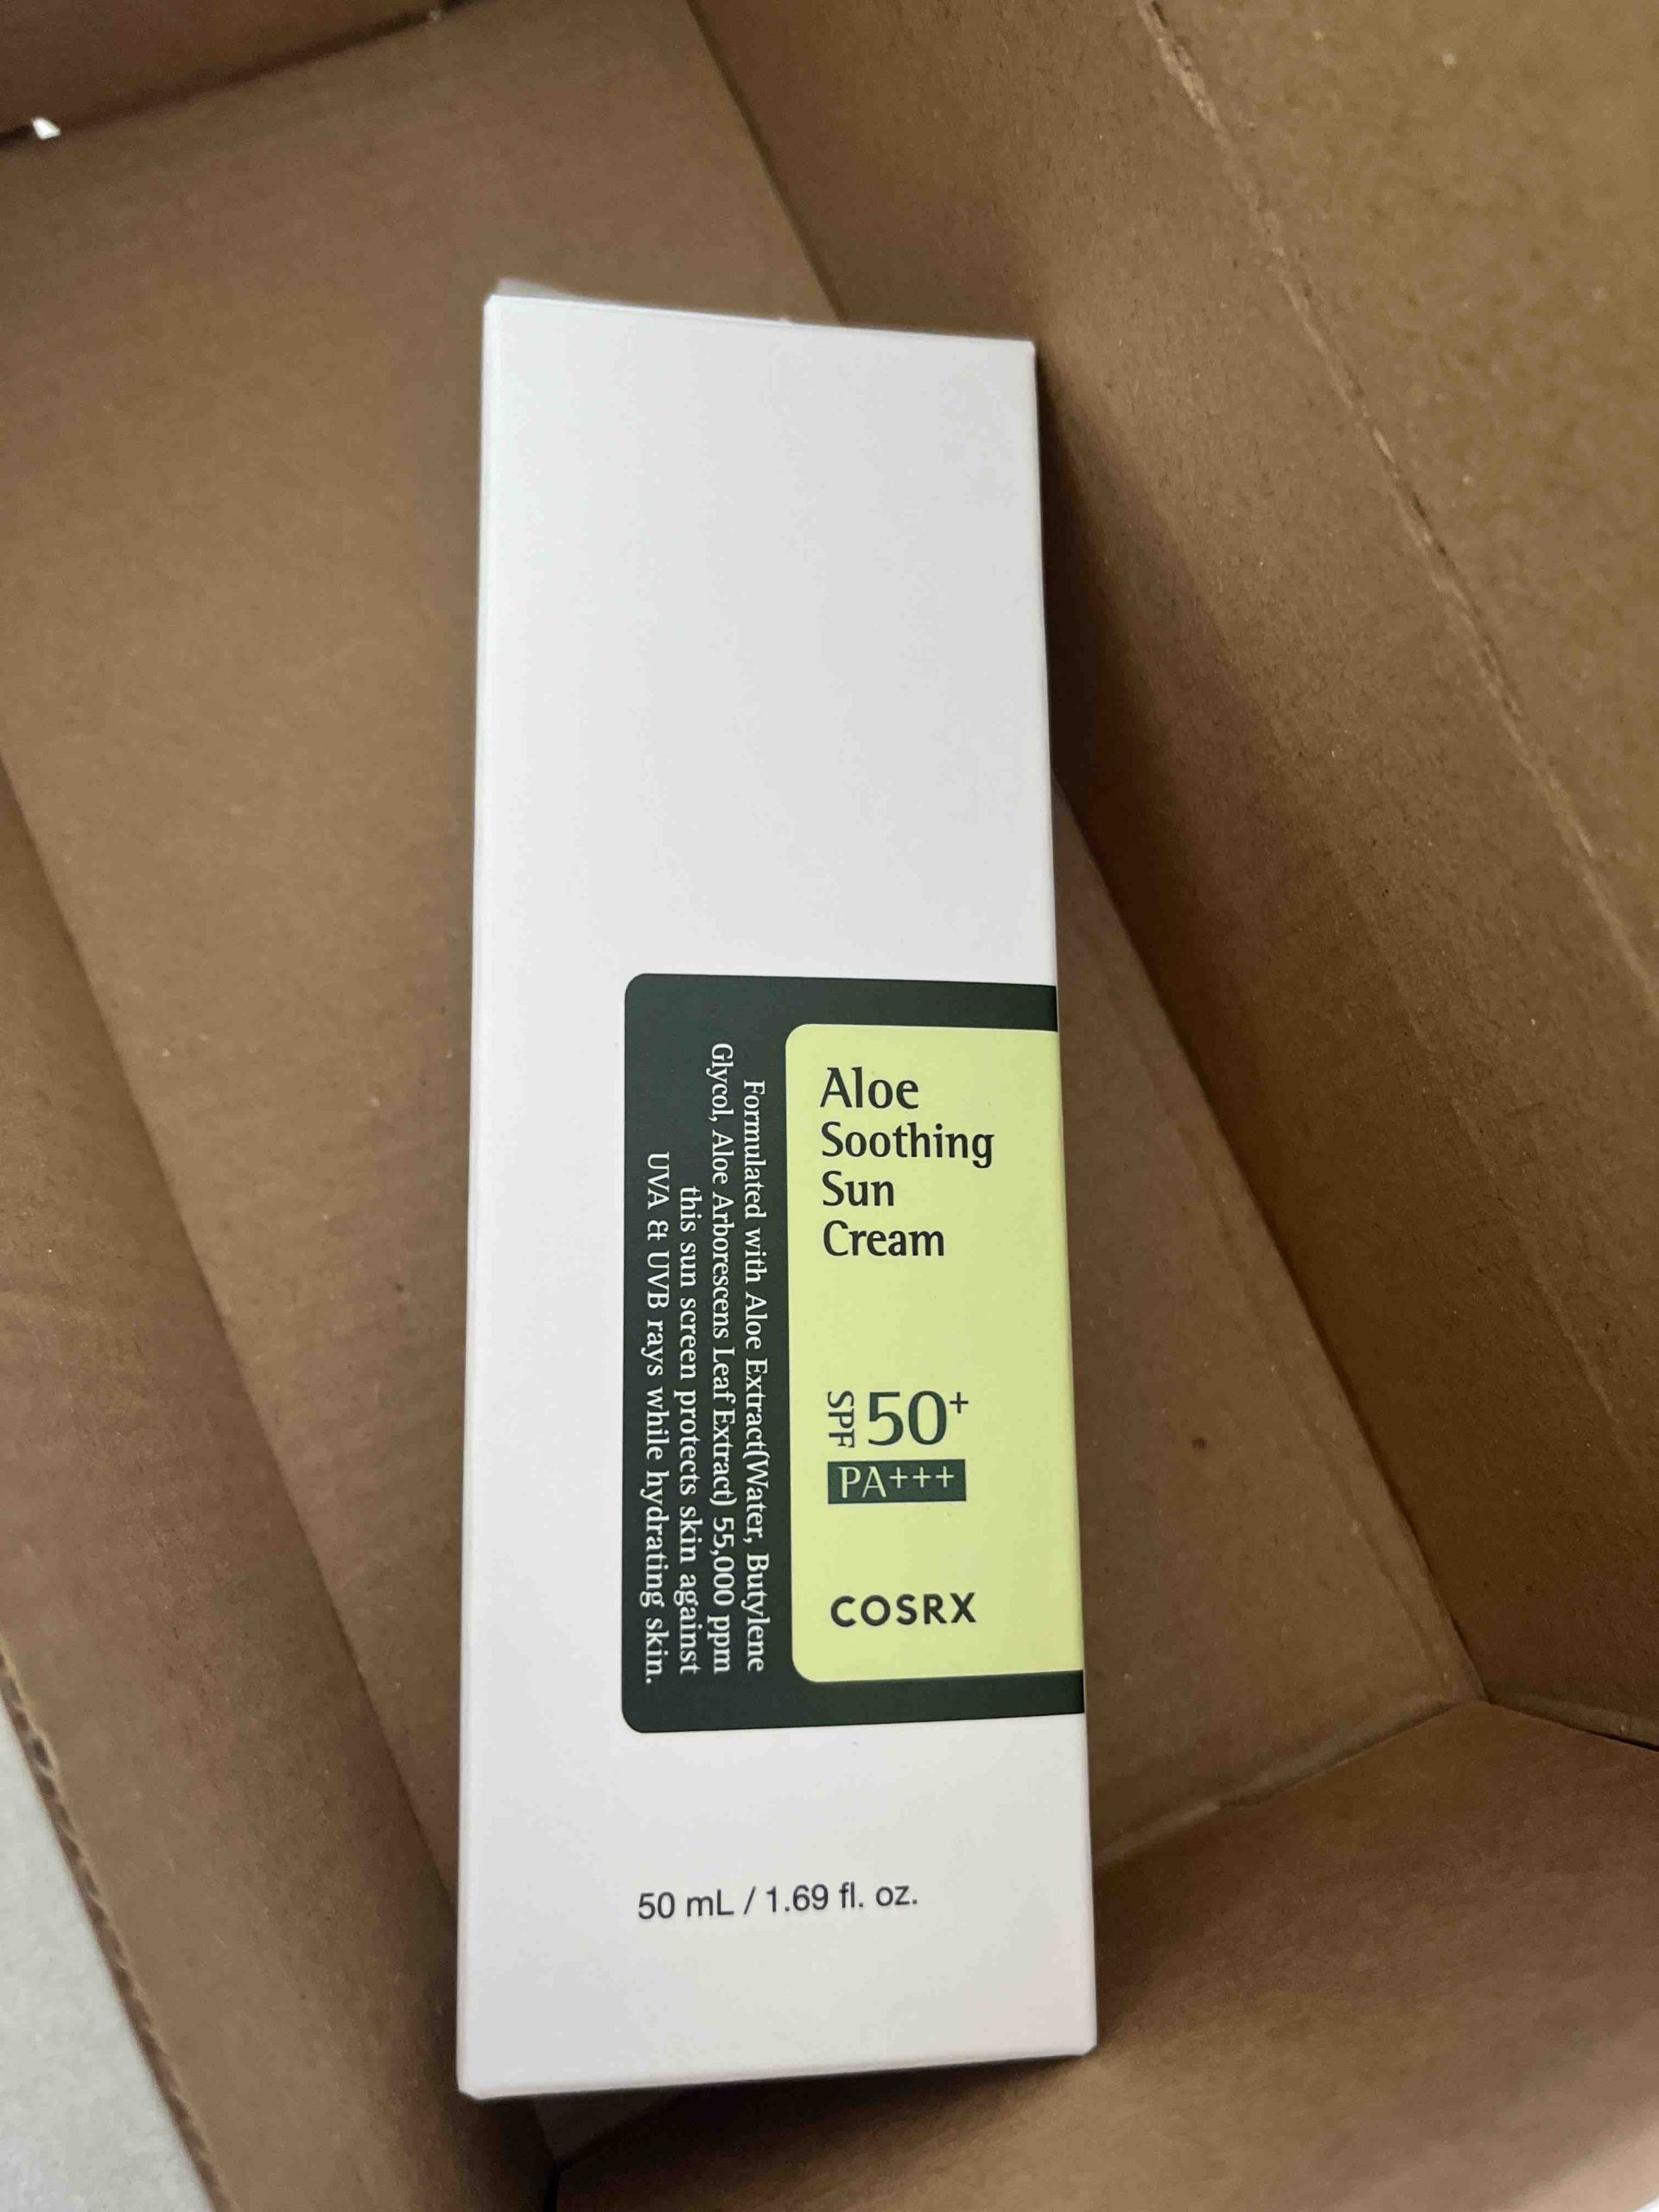 Aloe
Soothing
Sun
Cream
SPF 50+
PA+++
COSRX
Formulated with Aloe Extract(Water, Butylene
Glycol, Aloe Arborescens Leaf Extract) 55,000 ppm
this sun screen protects skin against
UVA & UVB rays while hydrating skin.
50 mL / 1.69 fl. oz.